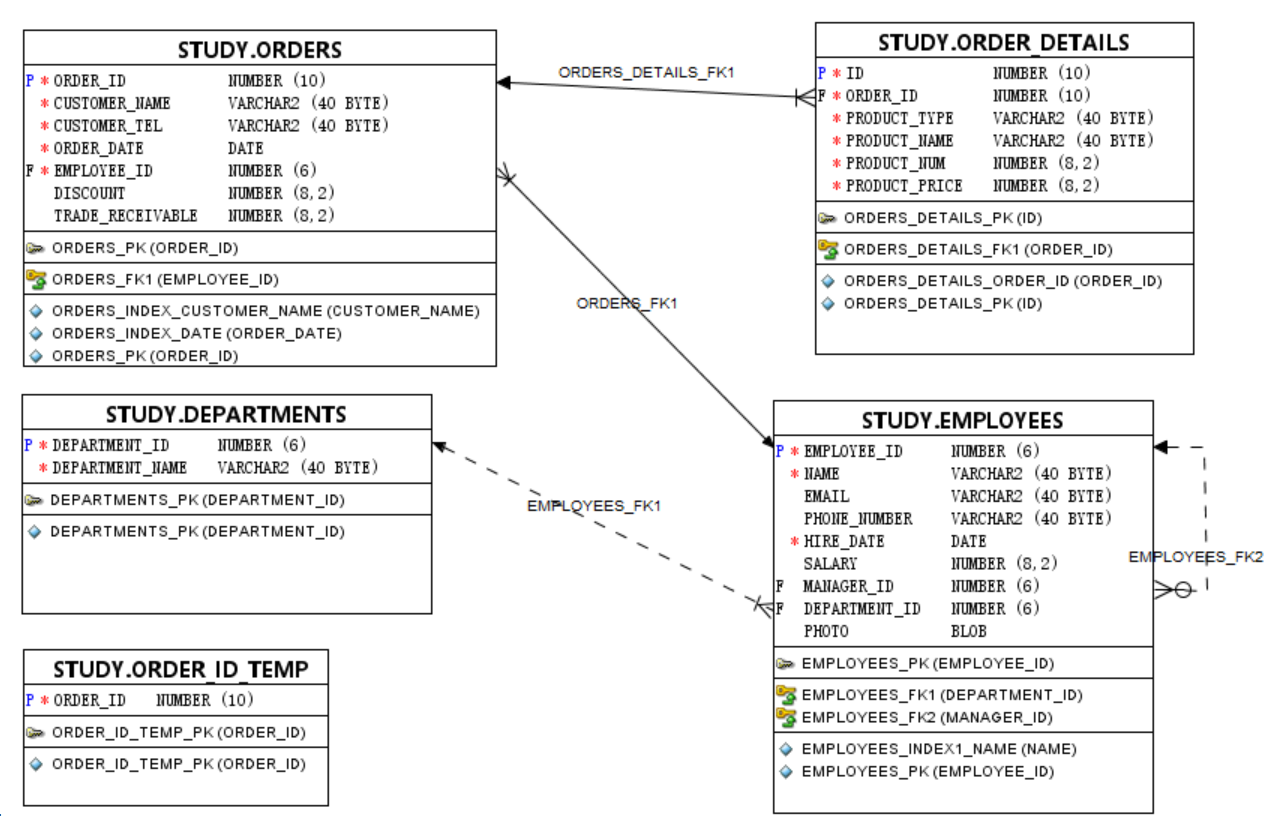 STUDY.ORDERS
P * ORDER_ID NUMBER (10)
* CUSTOMER_NAME VARCHAR2 (40 BYTE)
* CUSTOMER_TEL VARCHAR2 (40 BYTE)
* ORDER_DATE DATE
F * EMPLOYEE_ID NUMBER (6)
DISCOUNT NUMBER (8,2)
TRADE_RECEIVABLE NUMBER (8,2)
ORDERS_PK (ORDER_ID)
ORDERS_FK1 (EMPLOYEE_ID)
ORDERS_INDEX_CUSTOMER_NAME (CUSTOMER_NAME)
ORDERS_INDEX_DATE (ORDER_DATE)
ORDERS_PK (ORDER_ID)
ORDERS_DETAILS_FK1
STUDY.ORDER_DETAILS
P * ID NUMBER (10)
F * ORDER_ID NUMBER (10)
* PRODUCT_TYPE VARCHAR2 (40 BYTE)
* PRODUCT_NAME VARCHAR2 (40 BYTE)
* PRODUCT_NUM NUMBER (8,2)
* PRODUCT_PRICE NUMBER (8,2)
ORDERS_DETAILS_PK (ID)
ORDERS_DETAILS_FK1 (ORDER_ID)
ORDERS_DETAILS_ORDER_ID (ORDER_ID)
ORDERS_DETAILS_PK (ID)
ORDERS_FK1
STUDY.DEPARTMENTS
P * DEPARTMENT_ID NUMBER (6)
* DEPARTMENT_NAME VARCHAR2 (40 BYTE)
DEPARTMENTS_PK (DEPARTMENT_ID)
DEPARTMENTS_PK (DEPARTMENT_ID)
EMPLOYEES_FK1
STUDY.EMPLOYEES
P * EMPLOYEE_ID NUMBER (6)
* NAME VARCHAR2 (40 BYTE)
EMAIL VARCHAR2 (40 BYTE)
PHONE_NUMBER VARCHAR2 (40 BYTE)
* HIRE_DATE DATE
SALARY NUMBER (8,2)
F MANAGER_ID NUMBER (6)
F DEPARTMENT_ID NUMBER (6)
PHOTO BLOB
EMPLOYEES_PK (EMPLOYEE_ID)
EMPLOYEES_FK1 (DEPARTMENT_ID)
EMPLOYEES_FK2 (MANAGER_ID)
EMPLOYEES_INDEX1_NAME (NAME)
EMPLOYEES_PK (EMPLOYEE_ID)
EMPLOYEES_FK2
STUDY.ORDER_ID_TEMP
P * ORDER_ID NUMBER (10)
ORDER_ID_TEMP_PK (ORDER_ID)
ORDER_ID_TEMP_PK (ORDER_ID)